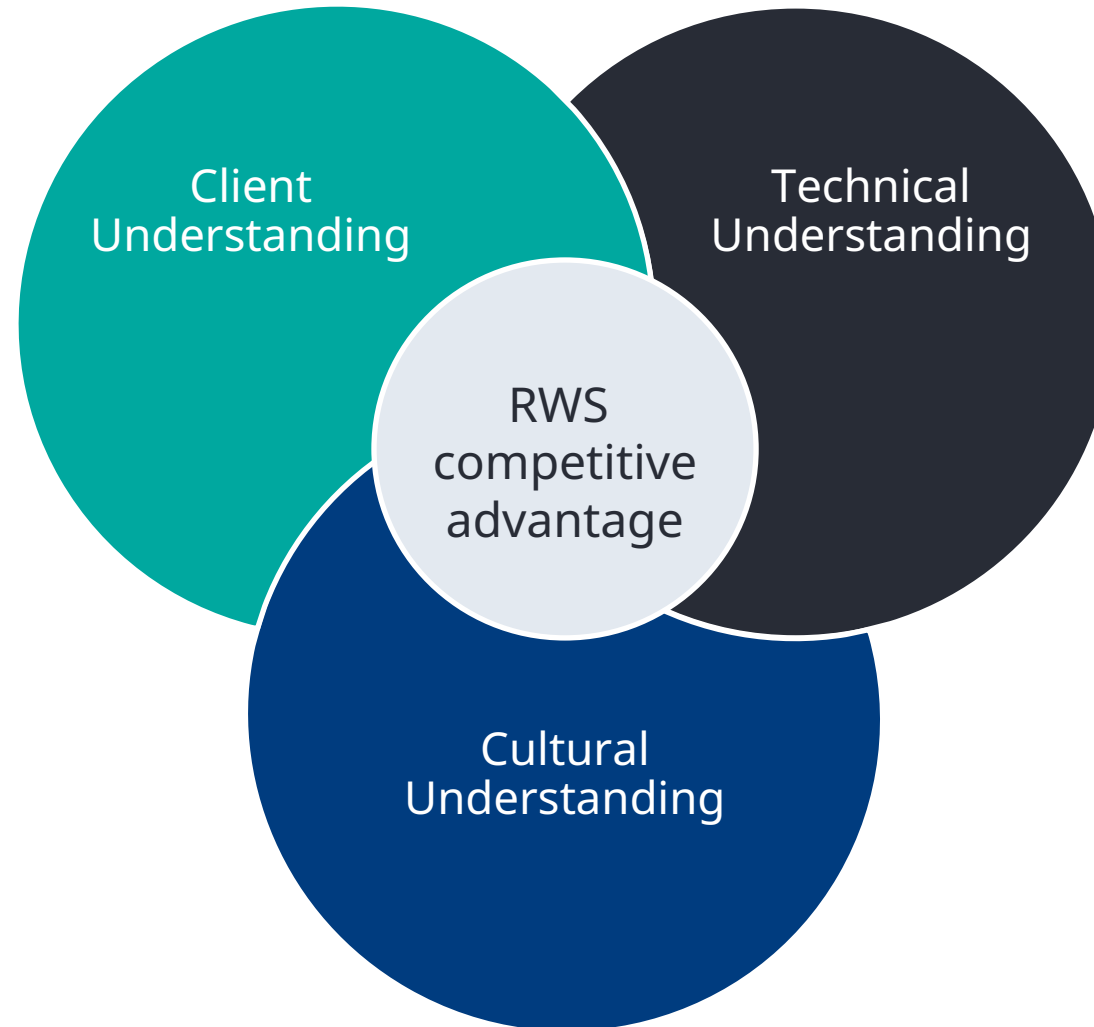 Client
Understanding
Technical
Understanding
RWS
competitive
advantage
Cultural
Understanding